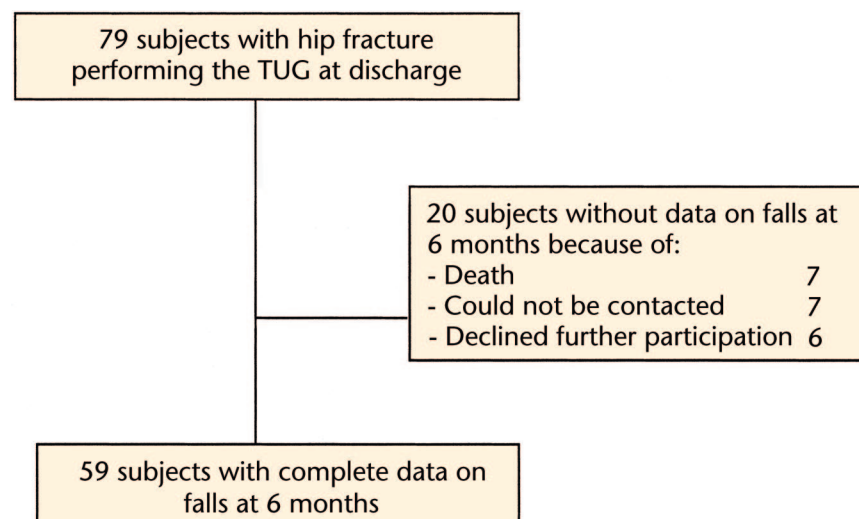 79 subjects with hip fracture
performing the TUG at discharge
20 subjects without data on falls at
6 months because of:
- Death 7
- Could not be contacted 7
- Declined further participation 6
59 subjects with complete data on
falls at 6 months